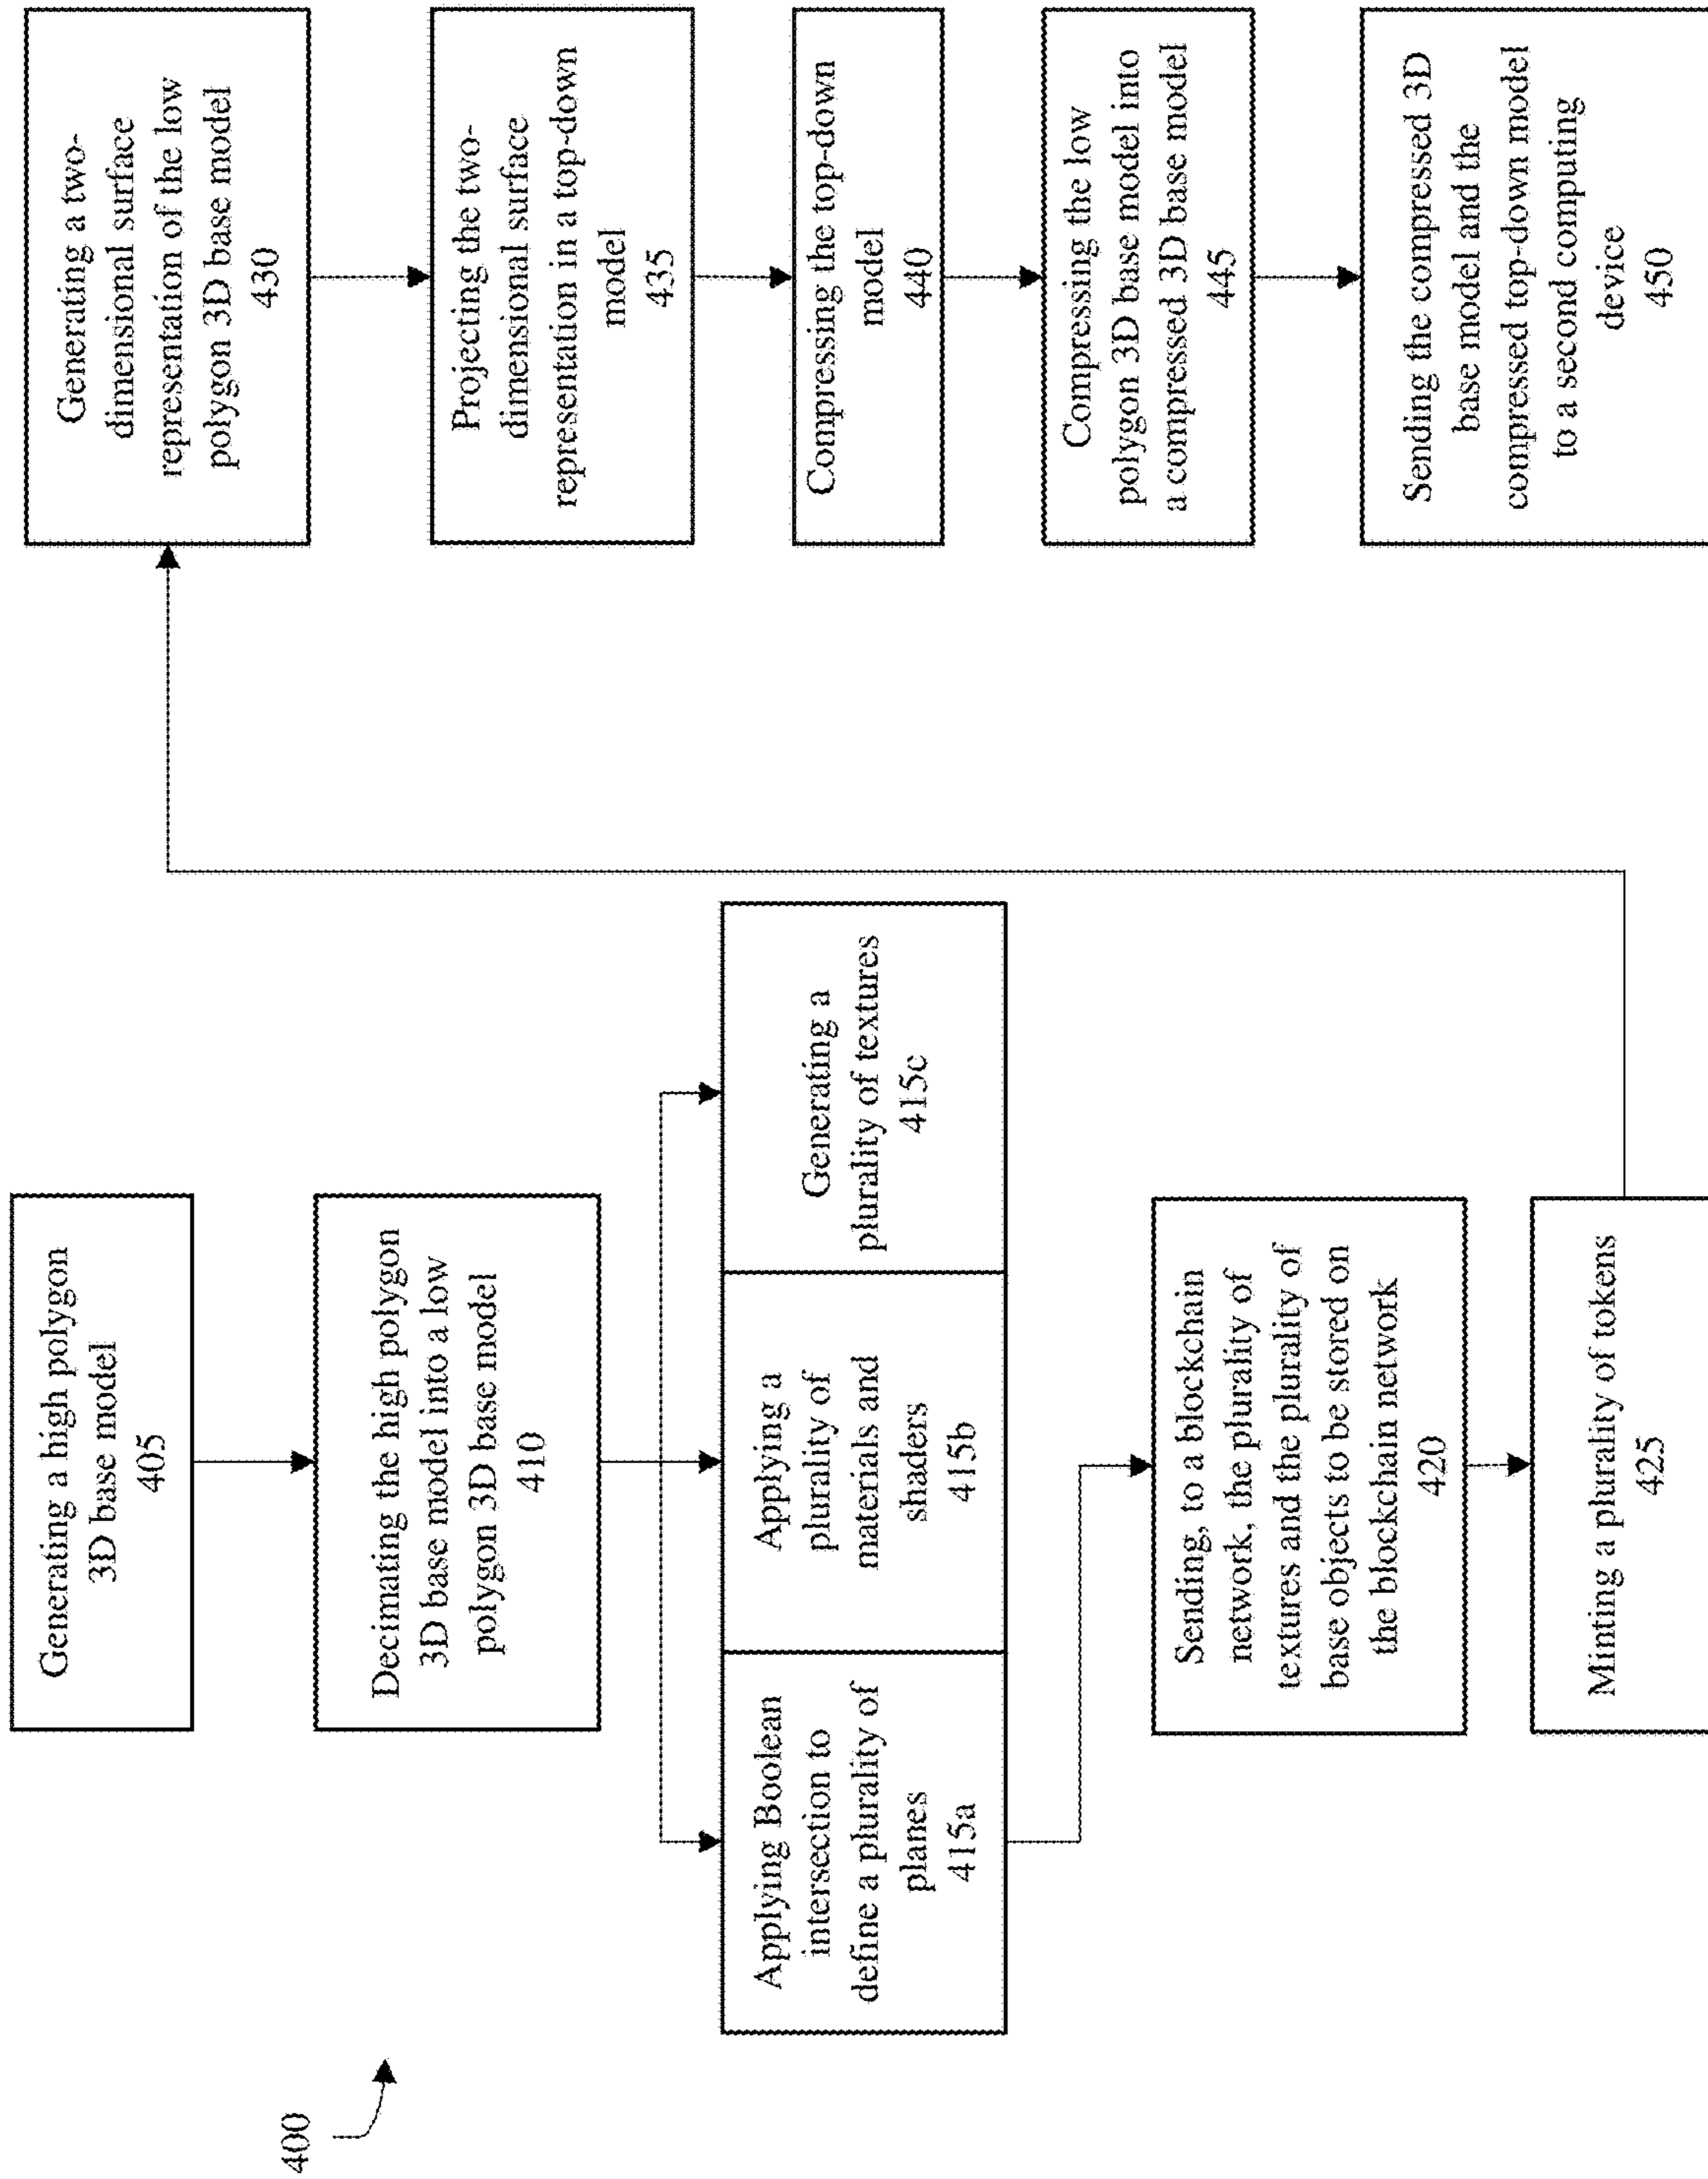 400
Generating a high polygon
3D base model
405
Decimating the high polygon
3D base model into a low
polygon 3D base model
410
Applying Boolean
intersection to
define a plurality of
planes
415a
Applying a
plurality of
materials and
shaders
415b
Generating a
plurality of textures
415c
Sending, to a blockchain
network, the plurality of
textures and the plurality of
base objects to be stored on
the blockchain network
420
Minting a plurality of tokens
425
Generating a two-
dimensional surface
representation of the low
polygon 3D base model
430
Projecting the two-
dimensional surface
representation in a top-down
model
435
Compressing the top-down
model
440
Compressing the low
polygon 3D base model into
a compressed 3D base model
445
Sending the compressed 3D
base model and the
compressed top-down model
to a second computing
device
450